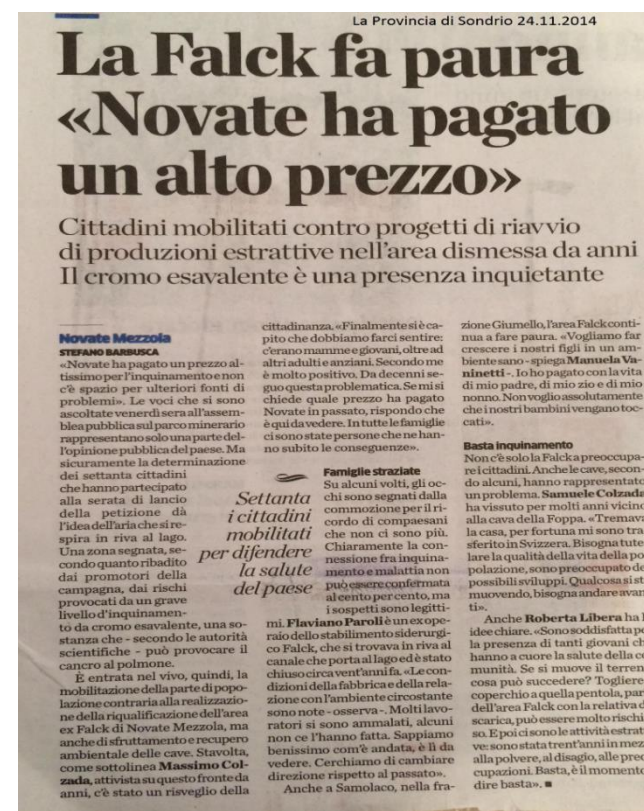 La Provincia di Sondrio 24.11.2014
La Falck fa paura
«Novate ha pagato
un alto prezzo»
Cittadini mobilitati contro progetti di riavvio
di produzioni estrattive nell'area dismessa da anni
Il cromo esavalente è una presenza inquietante
Novate Mezzola
STEFANO BARBUSCA
«Novate ha pagato un prezzo al-
tissimo per l'inquinamento e non
c'è spazio per ulteriori fonti di
problemi». Le voci che si sono
ascoltate venerdì sera all'assem-
blea pubblica sul parco minerario
rappresentano solo una parte del-
l'opinione pubblica del paese. Ma
sicuramente la determinazione
dei settanta cittadini
che hanno partecipato
alla serata di lancio
della petizione dà
l'idea dell'aria che si re-
spira in riva al lago.
Una zona segnata, se-
condo quanto ribadito
dai promotori della
campagna, dai rischi
provocati da un grave
livello d'inquinamen-
to da cromo esavalente, una so-
stanza che - secondo le autorità
scientifiche - può provocare il
cancro al polmone.
È entrata nel vivo, quindi, la
mobilitazione della parte di popo-
lazione contraria alla realizzazio-
ne della riqualificazione dell'area
ex Falck di Novate Mezzola, ma
anche di sfruttamento e recupero
ambientale delle cave. Stavolta,
come sottolinea Massimo Col-
zada, attivista su questo fronte da
anni, c'è stato un risveglio della
cittadinanza. «Finalmente si è ca-
pito che dobbiamo farci sentire:
c'erano mamme e giovani, oltre ad
altri adulti e anziani. Secondo me
è molto positivo. Da decenni se-
guo questa problematica. Se mi si
chiede quale prezzo ha pagato
Novate in passato, rispondo che
è qui da vedere. In tutte le famiglie
ci sono state persone che ne han-
no subito le conseguenze».
Settanta
i cittadini
mobilitati
per difendere
la salute
del paese
Famiglie straziate
Su alcuni volti, gli oc-
chi sono segnati dalla
commozione per il ri-
cordo di compaesani
che non ci sono più.
Chiaramente la con-
nessione fra inquina-
mento e malattia non
può essere confermata
al cento per cento, ma
i sospetti sono legitti-
mi. Flaviano Paroli è un ex ope-
raio dello stabilimento siderurgi-
co Falck, che si trovava in riva al
canale che porta al lago ed è stato
chiuso circa vent'anni fa. «Le con-
dizioni della fabbrica e della rela-
zione con l'ambiente circostante
sono note - osserva -. Molti lavo-
ratori si sono ammalati, alcuni
non ce l'hanno fatta. Sappiamo
benissimo com'è andata, è lì da
vedere. Cerchiamo di cambiare
direzione rispetto al passato».
Anche a Samolaco, nella fra-
zione Giumello, l'area Falck conti-
nua a fare paura. «Vogliamo far
crescere i nostri figli in un am-
biente sano - spiega Manuela Va-
ninetti -. Io ho pagato con la vita
di mio padre, di mio zio e di mio
nonno. Non voglio assolutamente
che i nostri bambini vengano toc-
cati».
Basta inquinamento
Non c'è solo la Falck a preoccupa-
re i cittadini. Anche le cave, secon-
do alcuni, hanno rappresentato
un problema. Samuele Colzada
ha vissuto per molti anni vicino
alla cava della Foppa. «Tremava
la casa, per fortuna mi sono tra-
sferito in Svizzera. Bisogna tute-
lare la qualità della vita della po-
polazione, sono preoccupato de
possibili sviluppi. Qualcosa si st
muovendo, bisogna andare avan
ti».
Anche Roberta Libera ha l
idee chiare. «Sono soddisfatta pe
la presenza di tanti giovani ch
hanno a cuore la salute della co
munità. Se si muove il terren
cosa può succedere? Togliere
coperchio a quella pentola, par
dell'area Falck con la relativa d
scarica, può essere molto rischi
so. E poi ci sono le attività estrat
ve: sono stata trent'anni in mez
alla polvere, al disagio, alle preo
cupazioni. Basta, è il momento
dire basta».